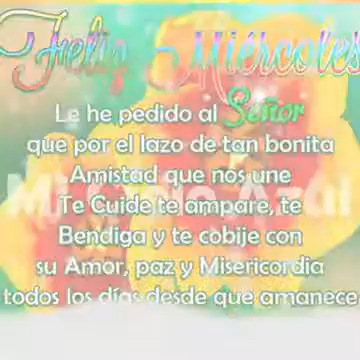 Feliz Miércoles
Le he pedido al Señor
que por el lazo de tan bonita
Amistad que nos une
Te Cuide te ampare, te
Bendiga y te cobije con
su Amor, paz y Misericordia
todos los días desde que amanece